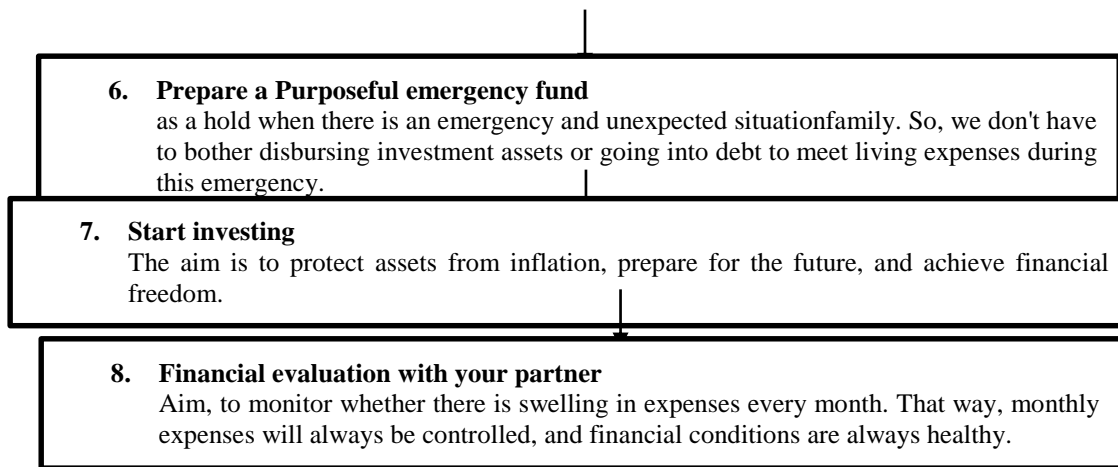 6. Prepare a Purposeful emergency fund
as a hold when there is an emergency and unexpected situationfamily. So, we don't have
to bother disbursing investment assets or going into debt to meet living expenses during
this emergency.
7. Start investing
The aim is to protect assets from inflation, prepare for the future, and achieve financial
freedom.
8. Financial evaluation with your partner
Aim, to monitor whether there is swelling in expenses every month. That way, monthly
expenses will always be controlled, and financial conditions are always healthy.